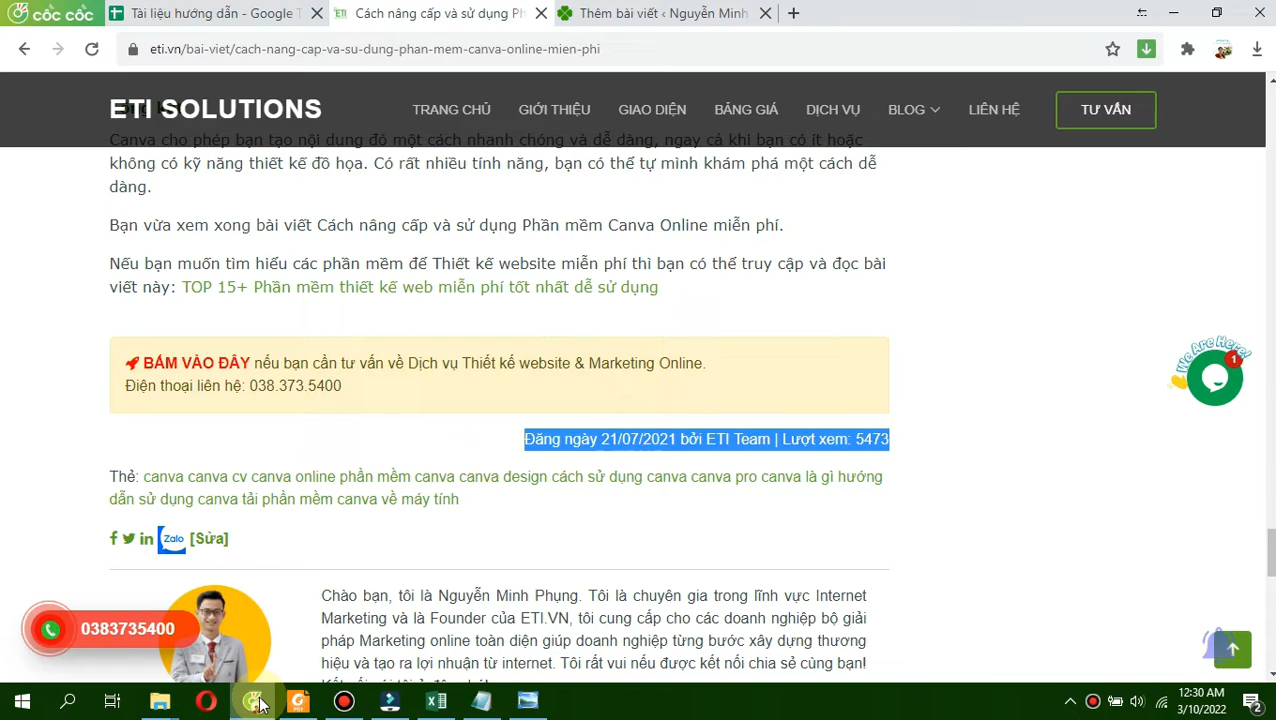 cốc cốc
Tài liệu hướng dẫn - Google T
Cách nâng cấp và sử dụng Ph
Thêm bài viết ‹ Nguyễn Minh
eti.vn/bai-viet/cach-nang-cap-va-su-dung-phan-mem-canva-online-mien-phi
ETI SOLUTIONS
TRANG CHỦ
GIỚI THIỆU
GIAO DIỆN
BẢNG GIÁ
DỊCH VỤ
BLOG
LIÊN HỆ
TƯ VẤN
Canva cho phép bạn tạo nội dung đó một cách nhanh chóng và dễ dàng, ngay cả khi bạn có ít hoặc
không có kỹ năng thiết kế đồ họa. Có rất nhiều tính năng, bạn có thể tự mình khám phá một cách dễ
dàng.
Bạn vừa xem xong bài viết Cách nâng cấp và sử dụng Phần mềm Canva Online miễn phí.
Nếu bạn muốn tìm hiểu các phần mềm để Thiết kế website miễn phí thì bạn có thể truy cập và đọc bài
viết này: TOP 15+ Phần mềm thiết kế web miễn phí tốt nhất dễ sử dụng
BẤM VÀO ĐÂY nếu bạn cần tư vấn về Dịch vụ Thiết kế website & Marketing Online.
Điện thoại liên hệ: 038.373.5400
We Are Here!
1
Đăng ngày 21/07/2021 bởi ETI Team | Lượt xem: 5473
Thẻ: canva canva cv canva online phần mềm canva canva design cách sử dụng canva canva pro canva là gì hướng
dẫn sử dụng canva tải phần mềm canva về máy tính
Zalo [Sửa]
Chào bạn, tôi là Nguyễn Minh Phụng. Tôi là chuyên gia trong lĩnh vực Internet
Marketing và là Founder của ETI.VN, tôi cung cấp cho các doanh nghiệp bộ giải
pháp Marketing online toàn diện giúp doanh nghiệp từng bước xây dựng thương
hiệu và tạo ra lợi nhuận từ internet. Tôi rất vui nếu được kết nối chia sẻ cùng bạn!
0383735400
12:30 AM
3/10/2022
2